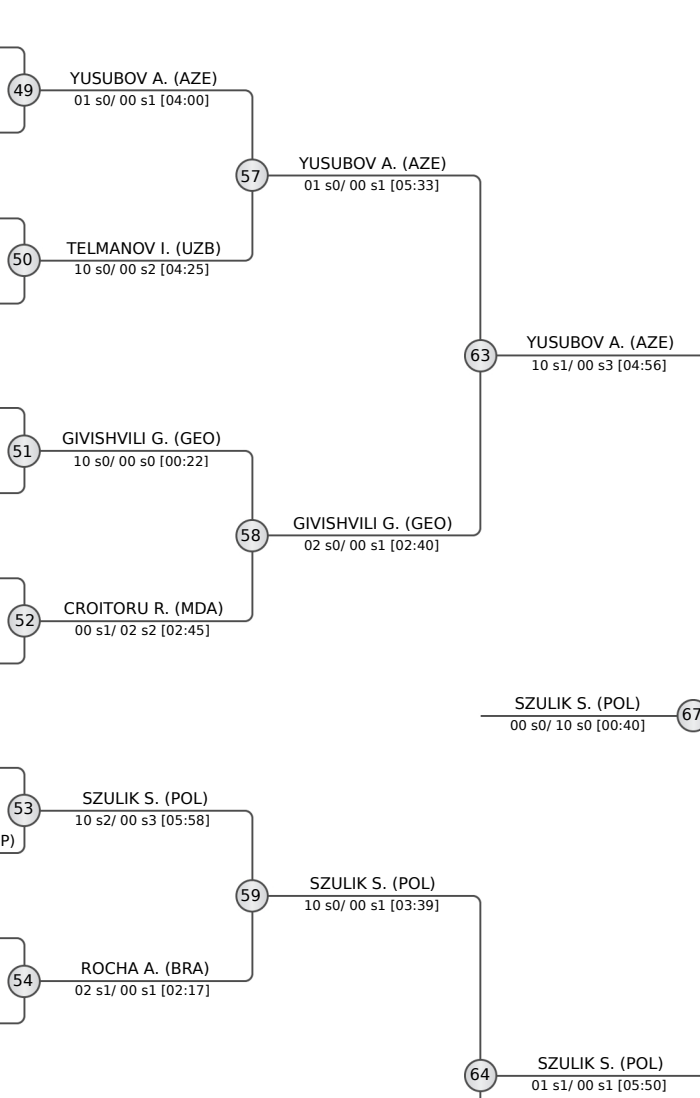 49
YUSUBOV A. (AZE)
01 s0/ 00 s1 [04:00]
57
YUSUBOV A. (AZE)
01 s0/ 00 s1 [05:33]
50
TELMANOV I. (UZB)
10 s0/ 00 s2 [04:25]
63
YUSUBOV A. (AZE)
10 s1/ 00 s3 [04:56]
51
GIVISHVILI G. (GEO)
10 s0/ 00 s0 [00:22]
58
GIVISHVILI G. (GEO)
02 s0/ 00 s1 [02:40]
52
CROITORU R. (MDA)
00 s1/ 02 s2 [02:45]
SZULIK S. (POL)
00 s0/ 10 s0 [00:40]
67
53
SZULIK S. (POL)
10 s2/ 00 s3 [05:58]
P)
59
SZULIK S. (POL)
10 s0/ 00 s1 [03:39]
54
ROCHA A. (BRA)
02 s1/ 00 s1 [02:17]
64
SZULIK S. (POL)
01 s1/ 00 s1 [05:50]